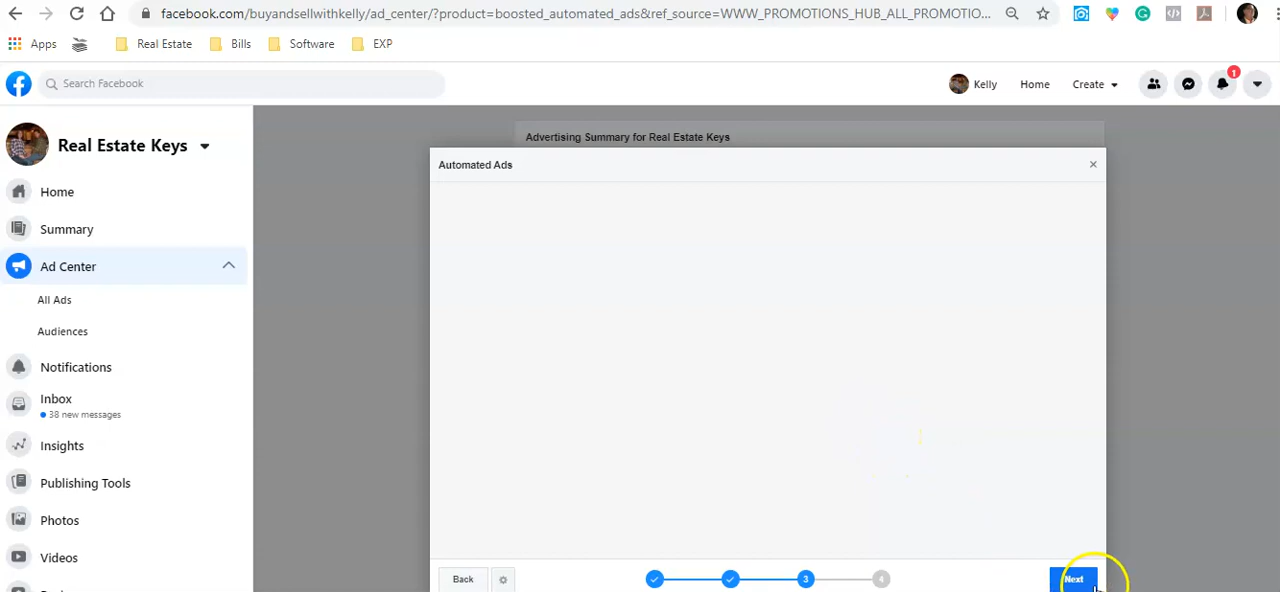 facebook.com/buyandsellwithkelly/ad_center/?product=boosted_automated_ads&ref_source=WWW_PROMOTIONS_HUB_ALL_PROMOTIO...
Apps Real Estate Bills Software EXP
Search Facebook Kelly Home Create 1
Real Estate Keys
Home
Summary
Ad Center
All Ads
Audiences
Notifications
Inbox
38 new messages
Insights
Publishing Tools
Photos
Videos
Advertising Summary for Real Estate Keys
Automated Ads ×
Back 3 4 Next